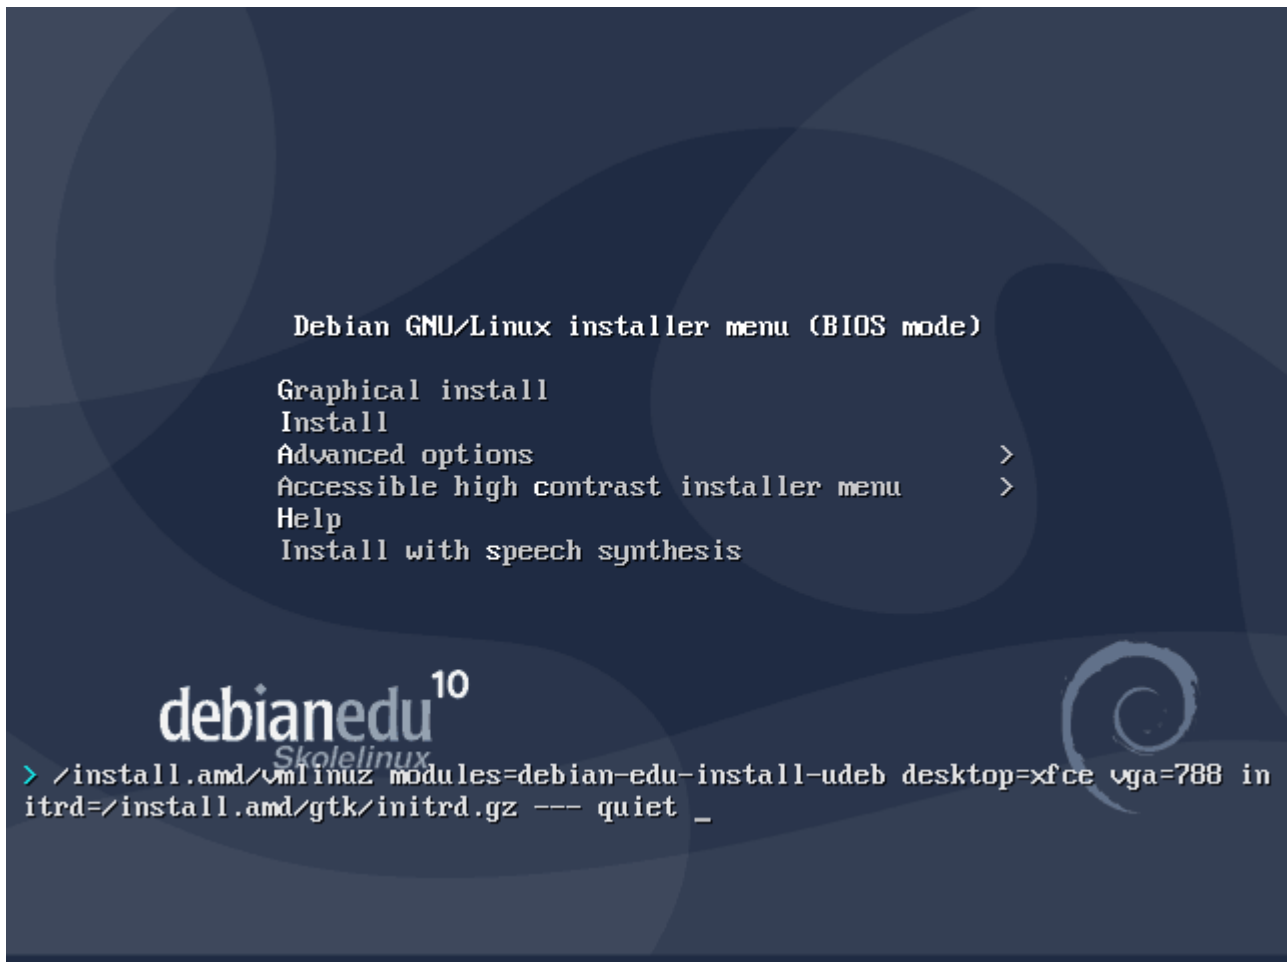 Debian GNU/Linux installer menu (BIOS mode)
Graphical install
Install
Advanced options >
Accessible high contrast installer menu >
Help
Install with speech synthesis
debianedu 10
Skolelinux
> /install.amd/vmlinuz modules=debian-edu-install-udeb desktop=xfce vga=788 in
itrd=/install.amd/gtk/initrd.gz --- quiet _